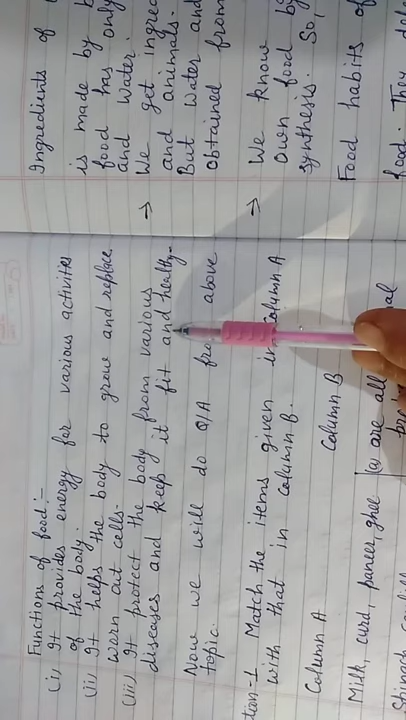 Functions of food:-
(i) It provides energy for various activities
of the body.
(ii) It helps the body to grow and replace
worn out cells.
(iii) It protect the body from various
diseases and keep it fit and healthy.
Now we will do Q/A above
topic.
Match the items given in Column A
with that in column B.
Column A Column B
Milk, curd, paneer, ghee (a) are all
Ingredients of
is made by
food has only
and water.
→ We get
and animals.
But water and
obtained from
→ We know
own food by
synthesis. So,
Food habits of
food. They